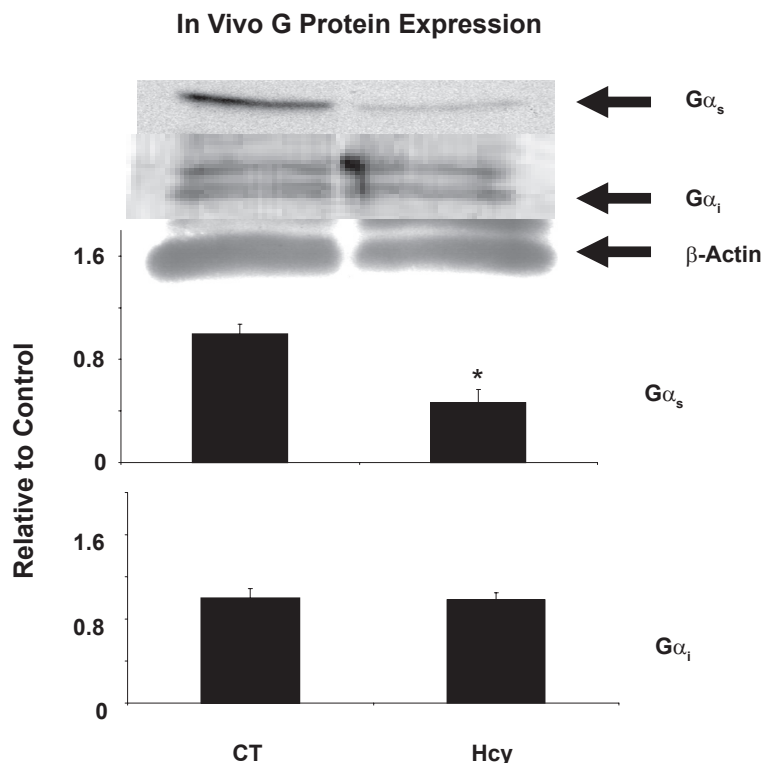 In Vivo G Protein Expression
Gαs
Gαi
β-Actin
1.6
0.8
0
*
Gαs
Relative to Control
1.6
0.8
0
Gαi
CT Hcy